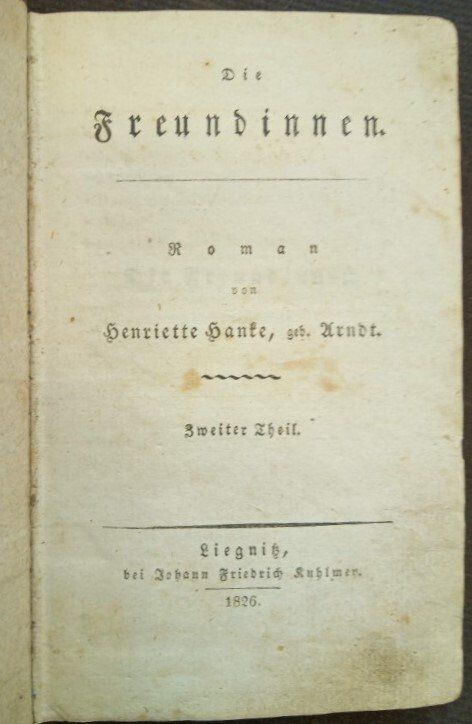 Die
Freundinnen.
Roman
von
Henriette Hanke, geb. Arndt.
Zweiter Theil.
Liegnitz,
bei Johann Friedrich Kuhlmey.
1826.